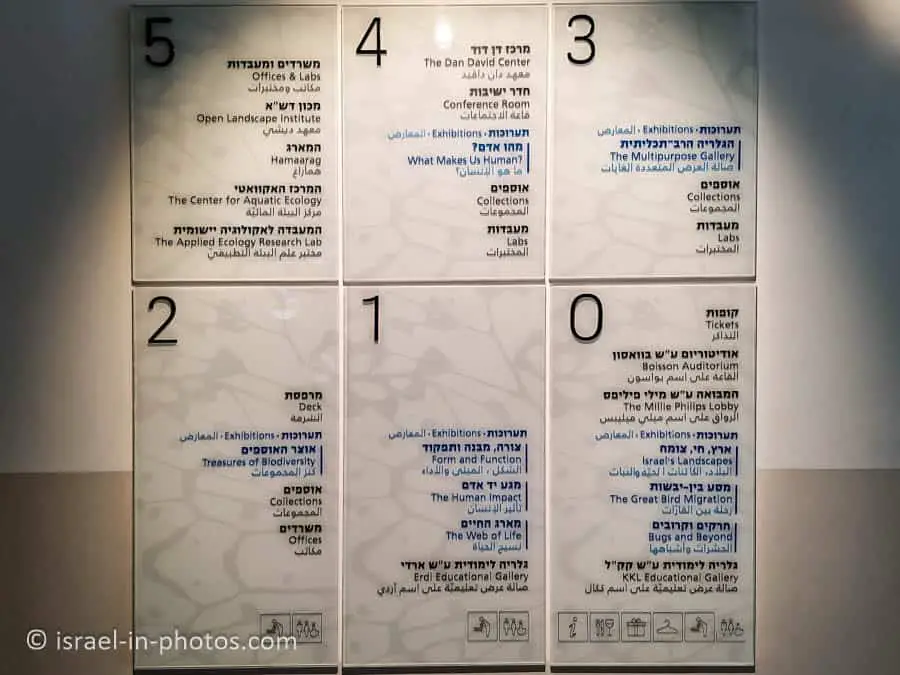 5
משרדים ומעבדות
Offices & Labs
مكاتب ومختبرات
מכון דש"א
Open Landscape Institute
معهد ديشي
המארג
Hamaarag
همارאغ
המרכז האקוואטי
The Center for Aquatic Ecology
مركز البيئة المائيّة
המעבדה לאקולוגיה יישומית
The Applied Ecology Research Lab
مختبر علم البيئة التطبيقيّ
4
מרכז דן דוד
The Dan David Center
معهد دان داڤيد
חדר ישיבות
Conference Room
قاعة الاجتماعات
תערוכות · Exhibitions · المعارض
מהו אדם?
What Makes Us Human?
ما هو الإنسان؟
אוספים
Collections
المجموعات
מעבדות
Labs
المختبرات
3
תערוכות · Exhibitions · المعارض
הגלריה הרב־תכליתית
The Multipurpose Gallery
صالة العرض المتعددة الغايات
אוספים
Collections
المجموعات
מעבדות
Labs
المختبرات
2
מרפסת
Deck
الشرفة
תערוכות · Exhibitions · المعارض
אוצר האוספים
Treasures of Biodiversity
كنز المجموعات
אוספים
Collections
المجموعات
משרדים
Offices
مكاتب
1
תערוכות · Exhibitions · المعارض
צורה, מבנה ותפקוד
Form and Function
الشكل، المبنى والأداء
מגע יד אדם
The Human Impact
تأثير الإنسان
מארג החיים
The Web of Life
نسيج الحياة
גלריה לימודית ע"ש ארדי
Erdi Educational Gallery
صالة عرض تعليميّة على اسم أردي
0
קופות
Tickets
التذاكر
אודיטוריום ע"ש בוואסון
Boisson Auditorium
القاعة على اسم بواسون
המבואה ע"ש מילי פיליפס
The Millie Philips Lobby
الرواق على اسم ميلي فيليبس
תערוכות · Exhibitions · المعارض
ארץ, חי, צומח
Israel's Landscapes
البلاد، الكائنات الحيّة والنبات
מסע בין־יבשות
The Great Bird Migration
رحلة بين القارّات
חרקים וקרובים
Bugs and Beyond
الحشرات وأشباهها
גלריה לימודית ע"ש קק"ל
KKL Educational Gallery
صالة عرض تعليميّة على اسم ككال
© israel-in-photos.com